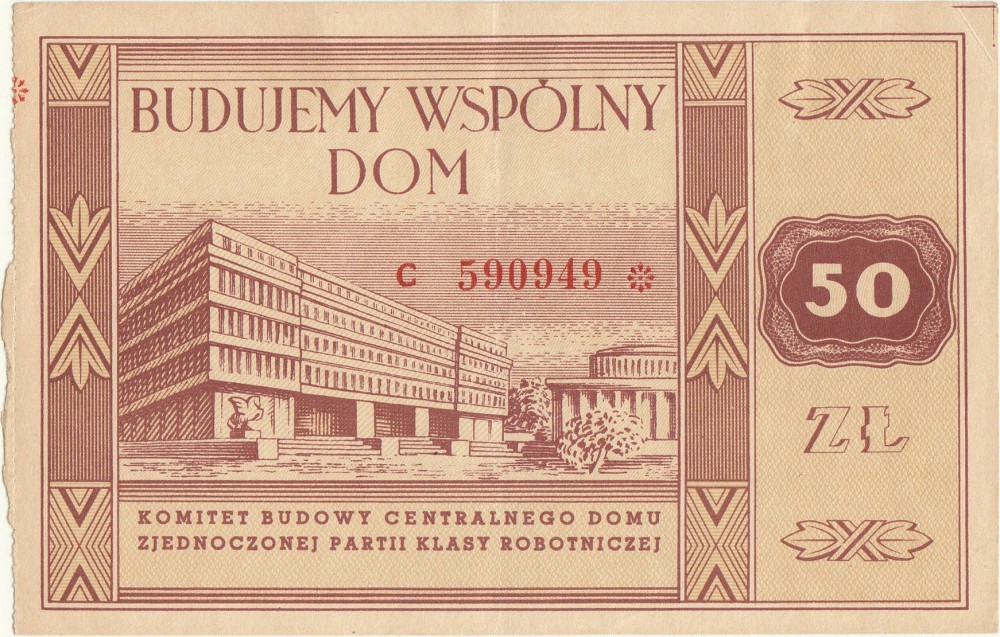 BUDUJEMY WSPÓLNY
DOM
C 590949 *
50
ZŁ
KOMITET BUDOWY CENTRALNEGO DOMU
ZJEDNOCZONEJ PARTII KLASY ROBOTNICZEJ